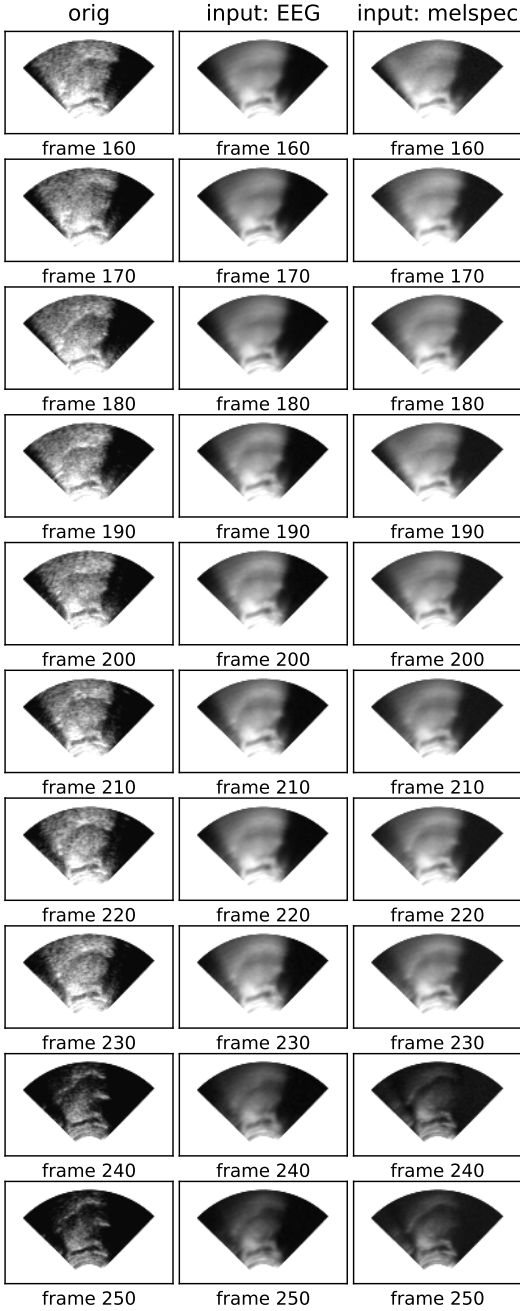 orig input: EEG input: melspec
frame 160 frame 160 frame 160
frame 170 frame 170 frame 170
frame 180 frame 180 frame 180
frame 190 frame 190 frame 190
frame 200 frame 200 frame 200
frame 210 frame 210 frame 210
frame 220 frame 220 frame 220
frame 230 frame 230 frame 230
frame 240 frame 240 frame 240
frame 250 frame 250 frame 250